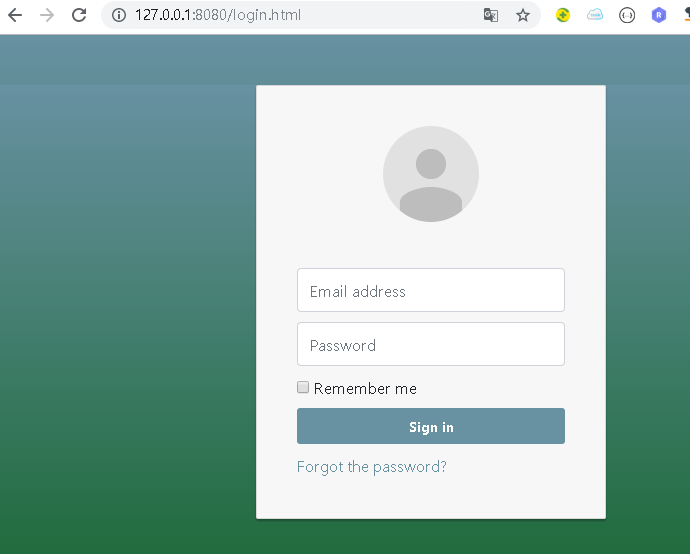 127.0.0.1:8080/login.html
Email address
Password
Remember me
Sign in
Forgot the password?